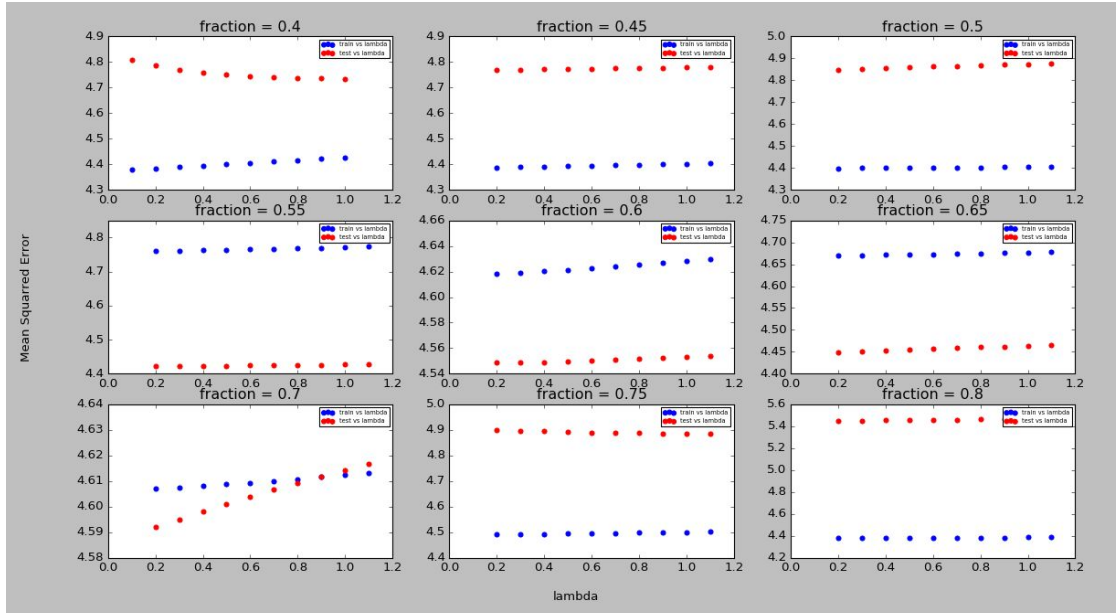 fraction = 0.4
4.9
4.8
4.7
4.6
4.5
4.4
4.3
0.0 0.2 0.4 0.6 0.8 1.0 1.2
train vs lambda
test vs lambda
fraction = 0.45
4.9
4.8
4.7
4.6
4.5
4.4
4.3
0.0 0.2 0.4 0.6 0.8 1.0 1.2
train vs lambda
test vs lambda
fraction = 0.5
5.0
4.9
4.8
4.7
4.6
4.5
4.4
4.3
0.0 0.2 0.4 0.6 0.8 1.0 1.2
train vs lambda
test vs lambda
Mean Squarred Error
fraction = 0.55
4.8
4.7
4.6
4.5
4.4
0.0 0.2 0.4 0.6 0.8 1.0 1.2
train vs lambda
test vs lambda
fraction = 0.6
4.66
4.64
4.62
4.60
4.58
4.56
4.54
0.0 0.2 0.4 0.6 0.8 1.0 1.2
train vs lambda
test vs lambda
fraction = 0.65
4.75
4.70
4.65
4.60
4.55
4.50
4.45
4.40
0.0 0.2 0.4 0.6 0.8 1.0 1.2
train vs lambda
test vs lambda
fraction = 0.7
4.64
4.63
4.62
4.61
4.60
4.59
4.58
0.0 0.2 0.4 0.6 0.8 1.0 1.2
train vs lambda
test vs lambda
fraction = 0.75
5.0
4.9
4.8
4.7
4.6
4.5
4.4
0.0 0.2 0.4 0.6 0.8 1.0 1.2
train vs lambda
test vs lambda
fraction = 0.8
5.6
5.4
5.2
5.0
4.8
4.6
4.4
4.2
0.0 0.2 0.4 0.6 0.8 1.0 1.2
train vs lambda
test vs lambda
lambda